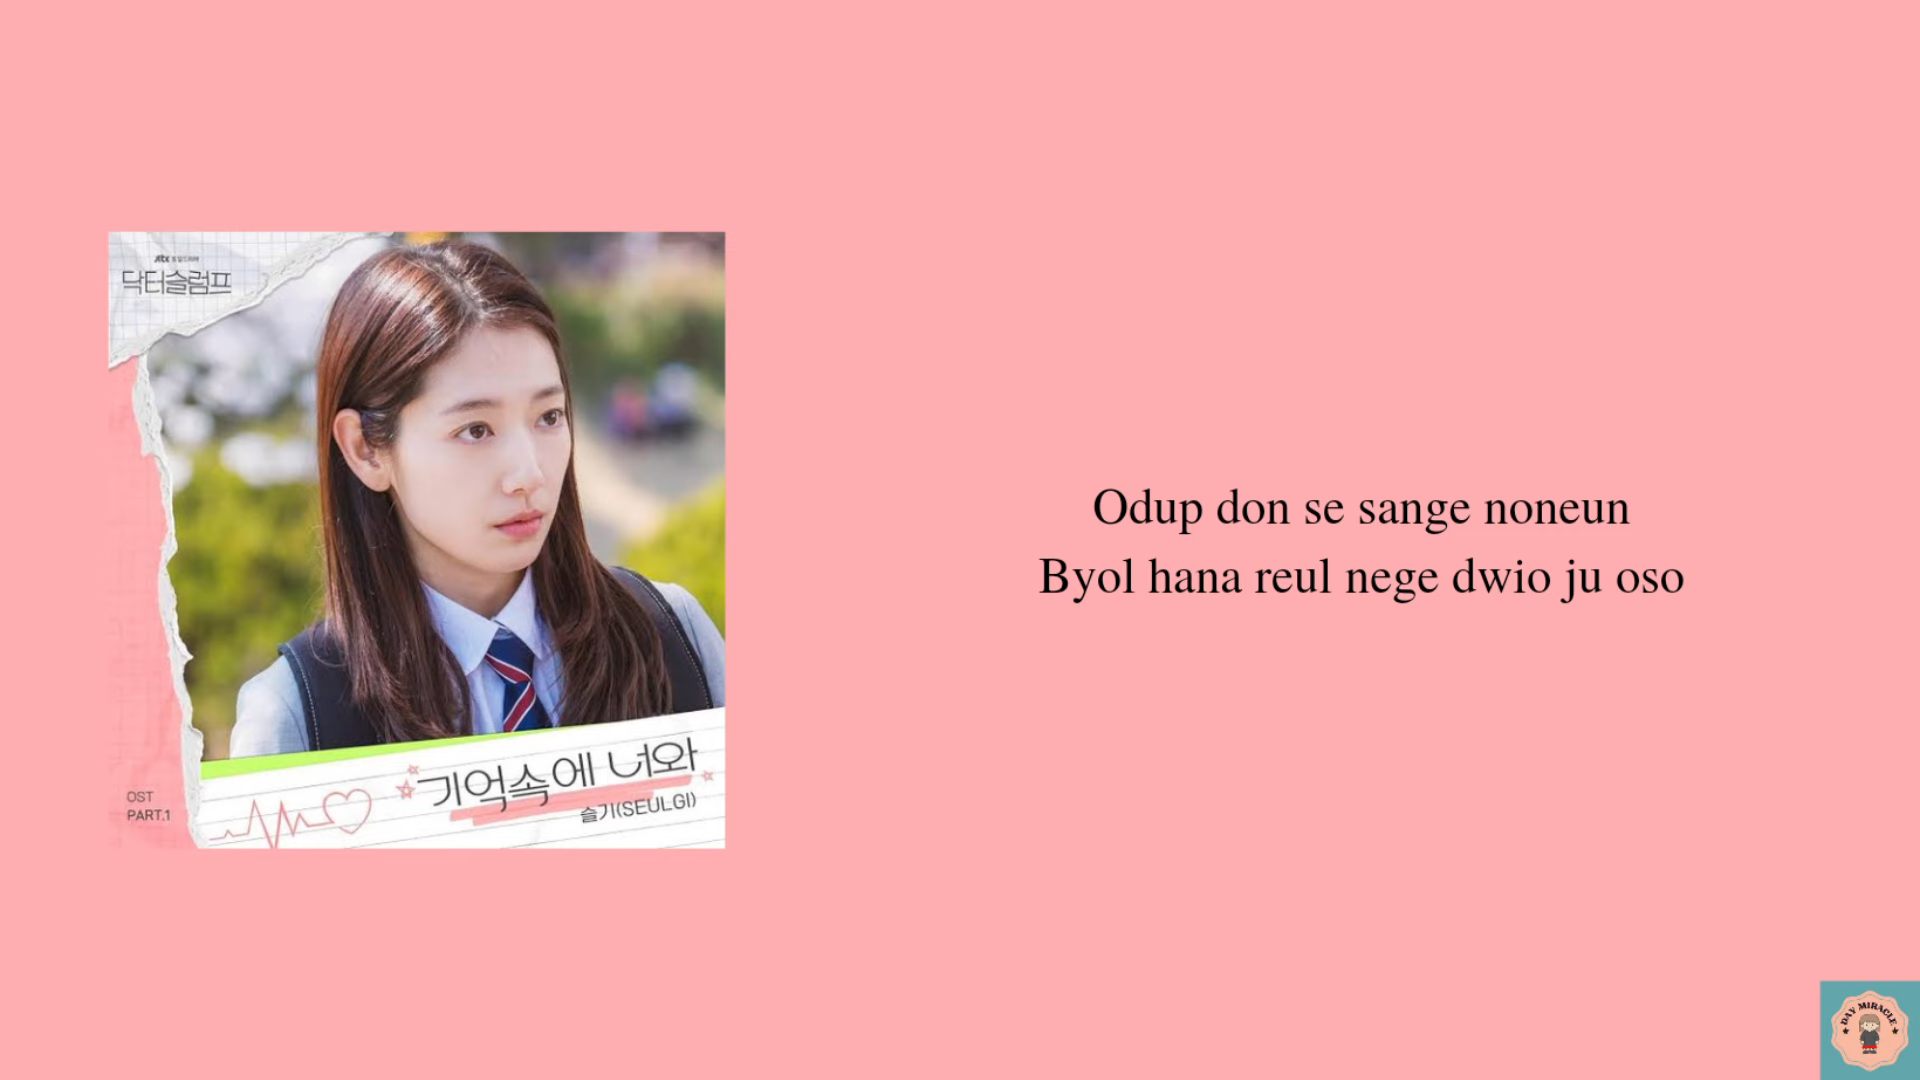 닥터슬럼프
Odup don se sange noneun
Byol hana reul nege dwio ju oso
기억속에 너와
슬기(SEULGI)
OST
PART.1
DAY MIRACLE